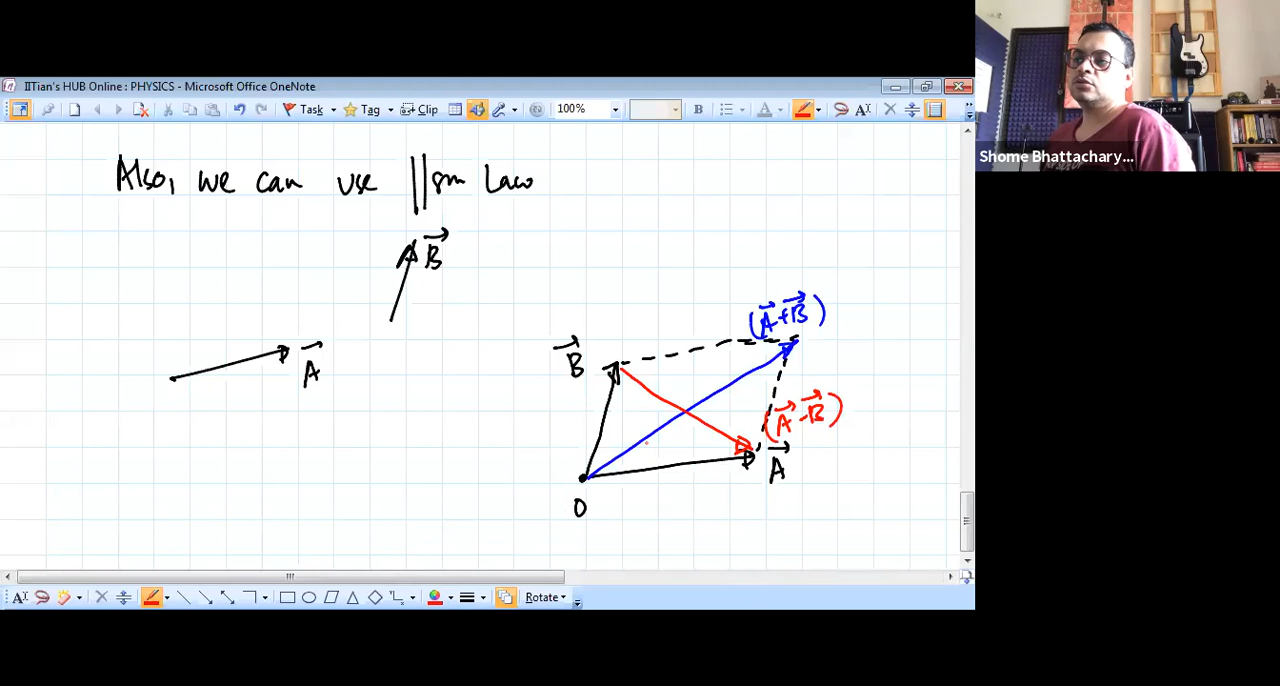 IITian's HUB Online : PHYSICS - Microsoft Office OneNote
Task Tag Clip 100% B A
Shome Bhattachary...
Also, we can use ||gm Law
B
A
(A+B)
B
(A-B)
A
O
A Rotate